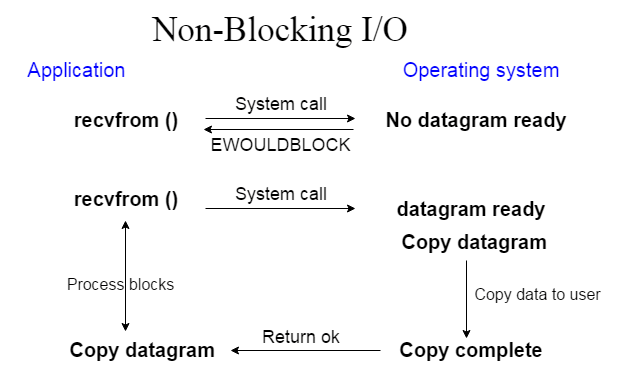 Non-Blocking I/O
Application
Operating system
recvfrom ()
System call
No datagram ready
EWOULDBLOCK
recvfrom ()
System call
datagram ready
Copy datagram
Process blocks
Copy data to user
Copy datagram
Return ok
Copy complete